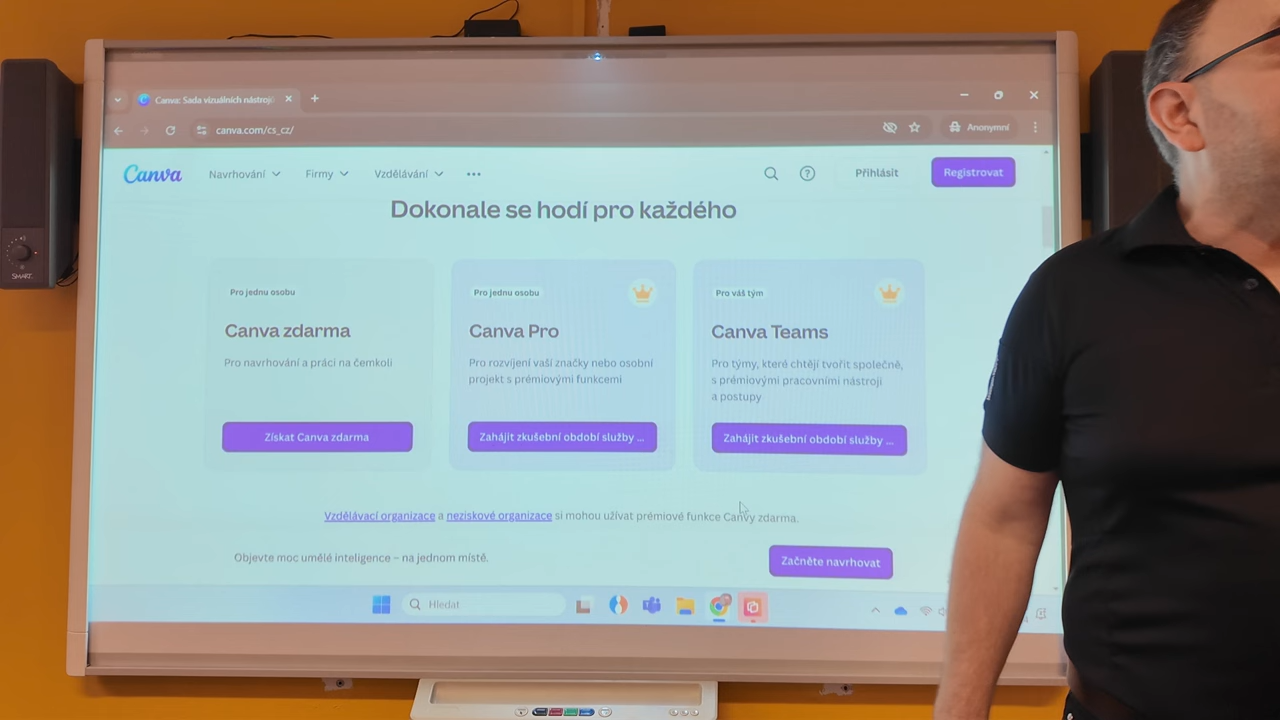 Canva: Sada vizuálních nástrojů
canva.com/cs_cz/
Anonymní
Canva
Navrhování
Firmy
Vzdělávání
Přihlásit
Registrovat
Dokonale se hodí pro každého
Pro jednu osobu
Canva zdarma
Pro navrhování a práci na čemkoli
Získat Canva zdarma
Pro jednu osobu
Canva Pro
Pro rozvíjení vaší značky nebo osobní
projekt s prémiovými funkcemi
Zahájit zkušební období služby ...
Pro váš tým
Canva Teams
Pro týmy, které chtějí tvořit společně,
s prémiovými pracovními nástroji
a postupy.
Zahájit zkušební období služby ...
Vzdělávací organizace a neziskové organizace si mohou užívat prémiové funkce Canvy zdarma.
Objevte moc umělé inteligence – na jednom místě.
Začněte navrhovat
Hledat
SMART